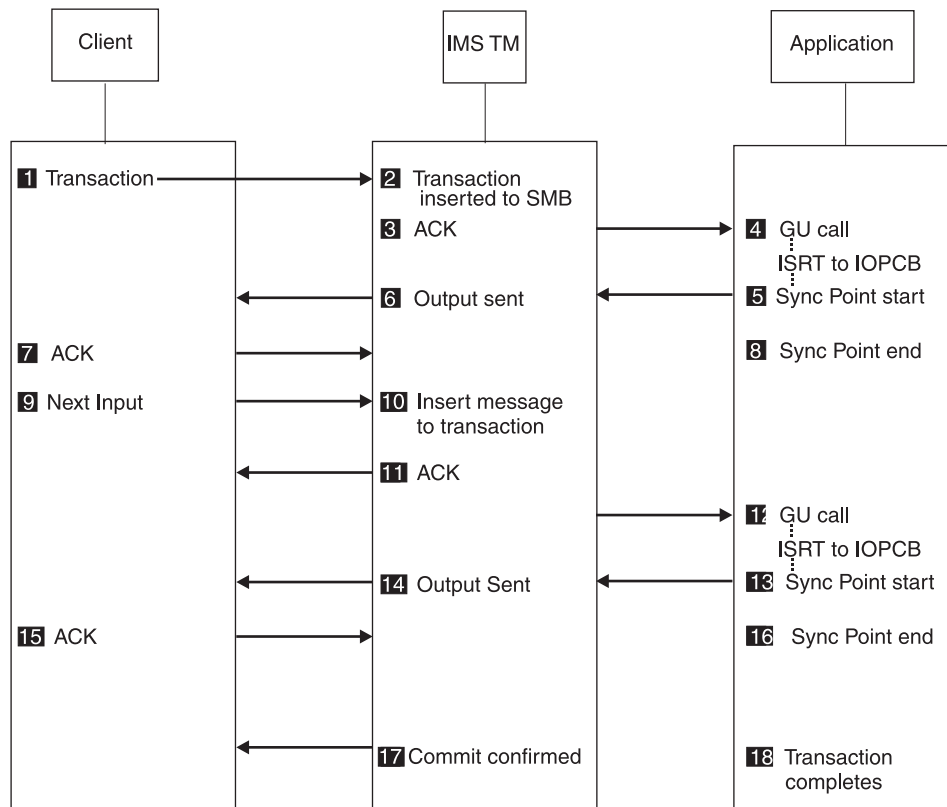 Client
IMS TM
Application
1 Transaction
2 Transaction
inserted to SMB
3 ACK
4 GU call
ISRT to IOPCB
5 Sync Point start
6 Output sent
7 ACK
8 Sync Point end
9 Next Input
10 Insert message
to transaction
11 ACK
12 GU call
ISRT to IOPCB
13 Sync Point start
14 Output Sent
15 ACK
16 Sync Point end
17 Commit confirmed
18 Transaction
completes